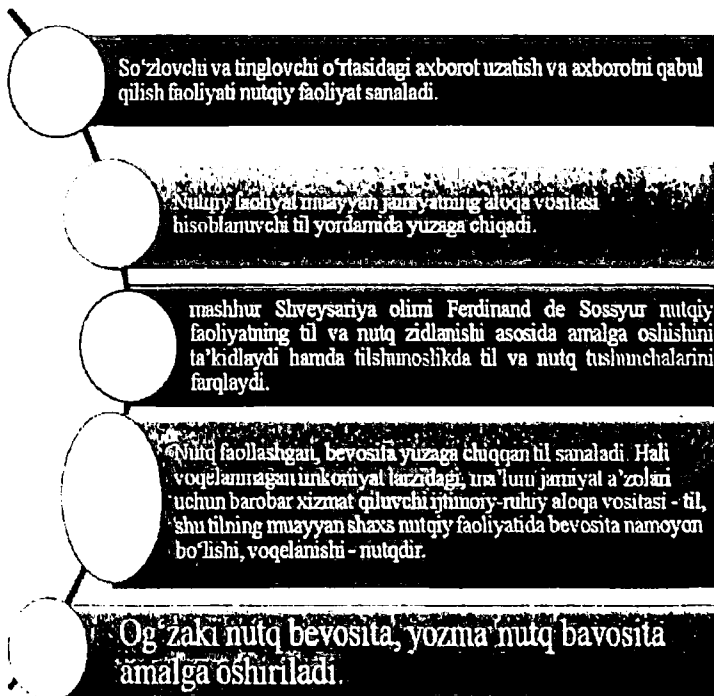 So‘zlovchi va tinglovchi o‘rtasidagi axborot uzatish va axborotni qabul
qilish faoliyati nutqiy faoliyat sanaladi.
Nutqiy faoliyat muayyan jamiyatning aloqa vositasi
hisoblanuvchi til yordamida yuzaga chiqadi.
mashhur Shveysariya olimi Ferdinand de Sossyur nutqiy
faoliyatning til va nutq zidlanishi asosida amalga oshishini
ta’kidlaydi hamda tilshunoslikda til va nutq tushunchalarini
farqlaydi.
Nutq faollashgan, bevosita yuzaga chiqqan til sanaladi. Hali
voqelanmagan imkoniyat tarzidagi, ma’lum jamiyat a’zolari
uchun barobar xizmat qiluvchi ijtimoiy-ruhiy aloqa vositasi - til,
shu tilning muayyan shaxs nutqiy faoliyatida bevosita namoyon
bo‘lishi, voqelanishi - nutqdir.
Og‘zaki nutq bevosita, yozma nutq bavosita
amalga oshiriladi.